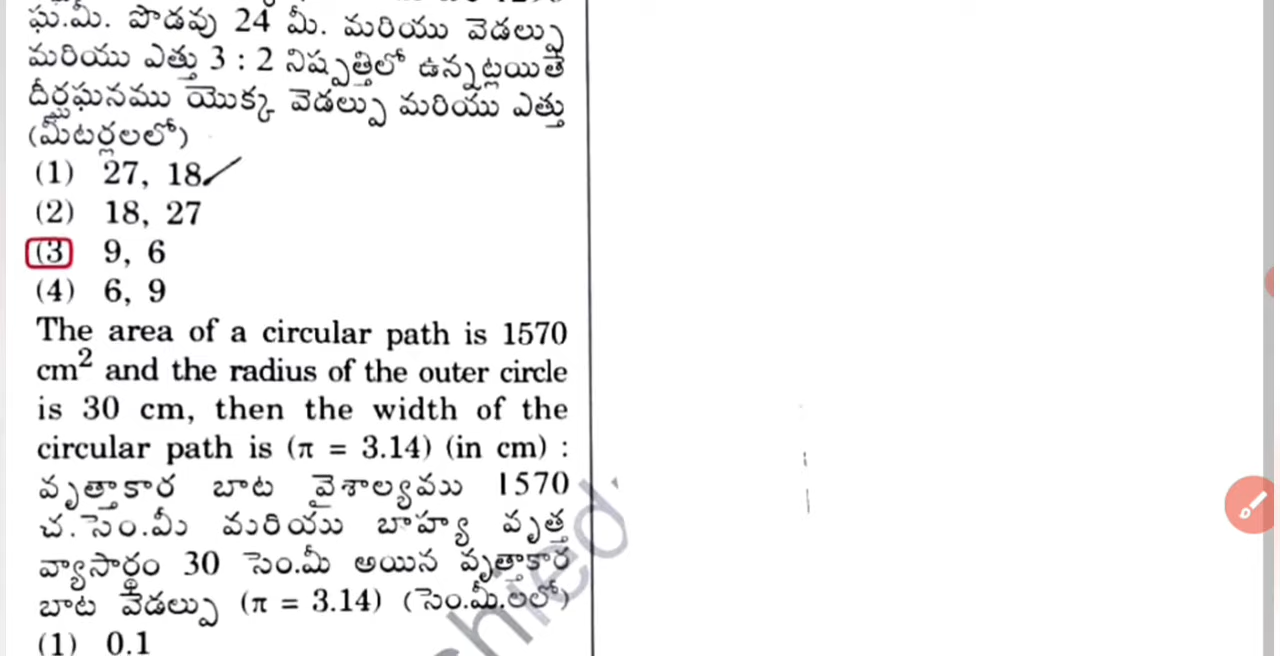 ఘ.మీ. పొడవు 24 మీ. మరియు వెడల్పు
మరియు ఎత్తు 3 : 2 నిష్పత్తిలో ఉన్నట్లయితే
దీర్ఘఘనము యొక్క వెడల్పు మరియు ఎత్తు
(మీటర్లలలో)
(1) 27, 18
(2) 18, 27
(3) 9, 6
(4) 6, 9
The area of a circular path is 1570
cm² and the radius of the outer circle
is 30 cm, then the width of the
circular path is (π = 3.14) (in cm) :
వృత్తాకార బాట వైశాల్యము 1570
చ.సెం.మీ మరియు బాహ్య వృత్త
వ్యాసార్థం 30 సెం.మీ అయిన వృత్తాకార
బాట వెడల్పు (π = 3.14) (సెం.మీ.లలో)
(1) 0.1